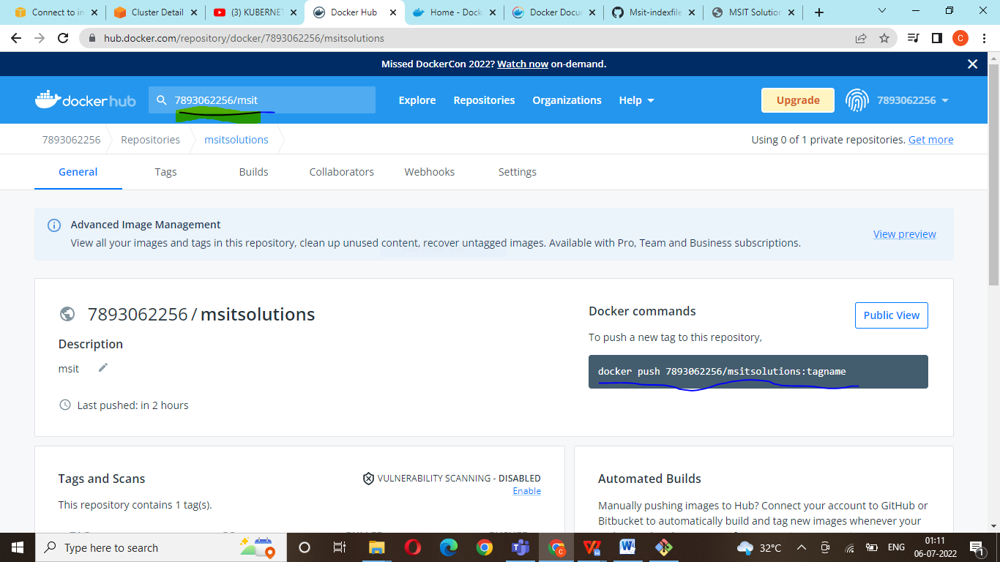 Connect to in
Cluster Detail
(3) KUBERNET
Docker Hub
Home - Dock
Docker Docu
Msit-indexfile
MSIT Solution
hub.docker.com/repository/docker/7893062256/msitsolutions
C
Missed DockerCon 2022? Watch now on-demand.
dockerhub
7893062256/msit
Explore
Repositories
Organizations
Help
Upgrade
7893062256
7893062256
Repositories
msitsolutions
Using 0 of 1 private repositories. Get more
General
Tags
Builds
Collaborators
Webhooks
Settings
Advanced Image Management
View all your images and tags in this repository, clean up unused content, recover untagged images. Available with Pro, Team and Business subscriptions.
View preview
7893062256 / msitsolutions
Description
msit
Last pushed: in 2 hours
Docker commands
Public View
To push a new tag to this repository,
docker push 7893062256/msitsolutions:tagname
Tags and Scans
VULNERABILITY SCANNING - DISABLED
Enable
This repository contains 1 tag(s).
Automated Builds
Manually pushing images to Hub? Connect your account to GitHub or
Bitbucket to automatically build and tag new images whenever your
Type here to search
32°C
ENG
01:11
06-07-2022
1